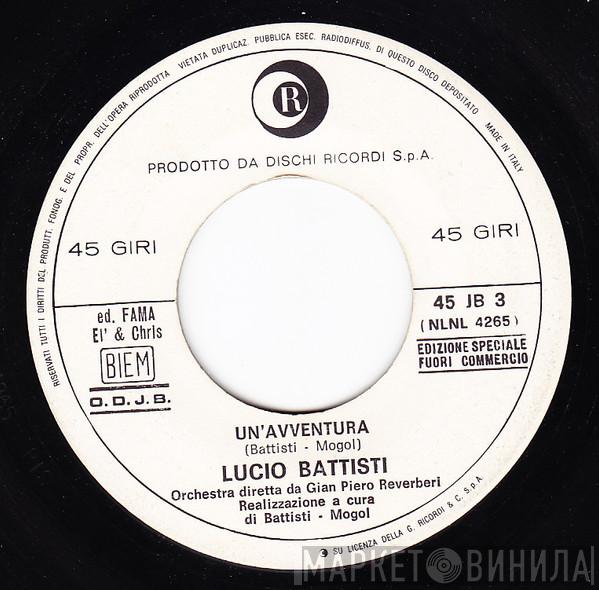 RISERVATI TUTTI I DIRITTI DEL PRODUTT. FONOG. E DEL PROPR. DELL'OPERA RIPRODOTTA VIETATA DUPLICAZ. PUBBLICA ESEC. RADIODIFFUS. DI QUESTO DISCO DEPOSITATO MADE IN ITALY
R
PRODOTTO DA DISCHI RICORDI S.p.A.
45 GIRI
45 GIRI
ed. FAMA
El' & Chris
BIEM
O.D.J.B.
45 JB 3
(NLNL 4265)
EDIZIONE SPECIALE
FUORI COMMERCIO
UN'AVVENTURA
(Battisti - Mogol)
LUCIO BATTISTI
Orchestra diretta da Gian Piero Reverberi
Realizzazione a cura
di Battisti - Mogol
SU LICENZA DELLA G. RICORDI & C. S.P.A.
МАРКЕТ ВИНИЛА